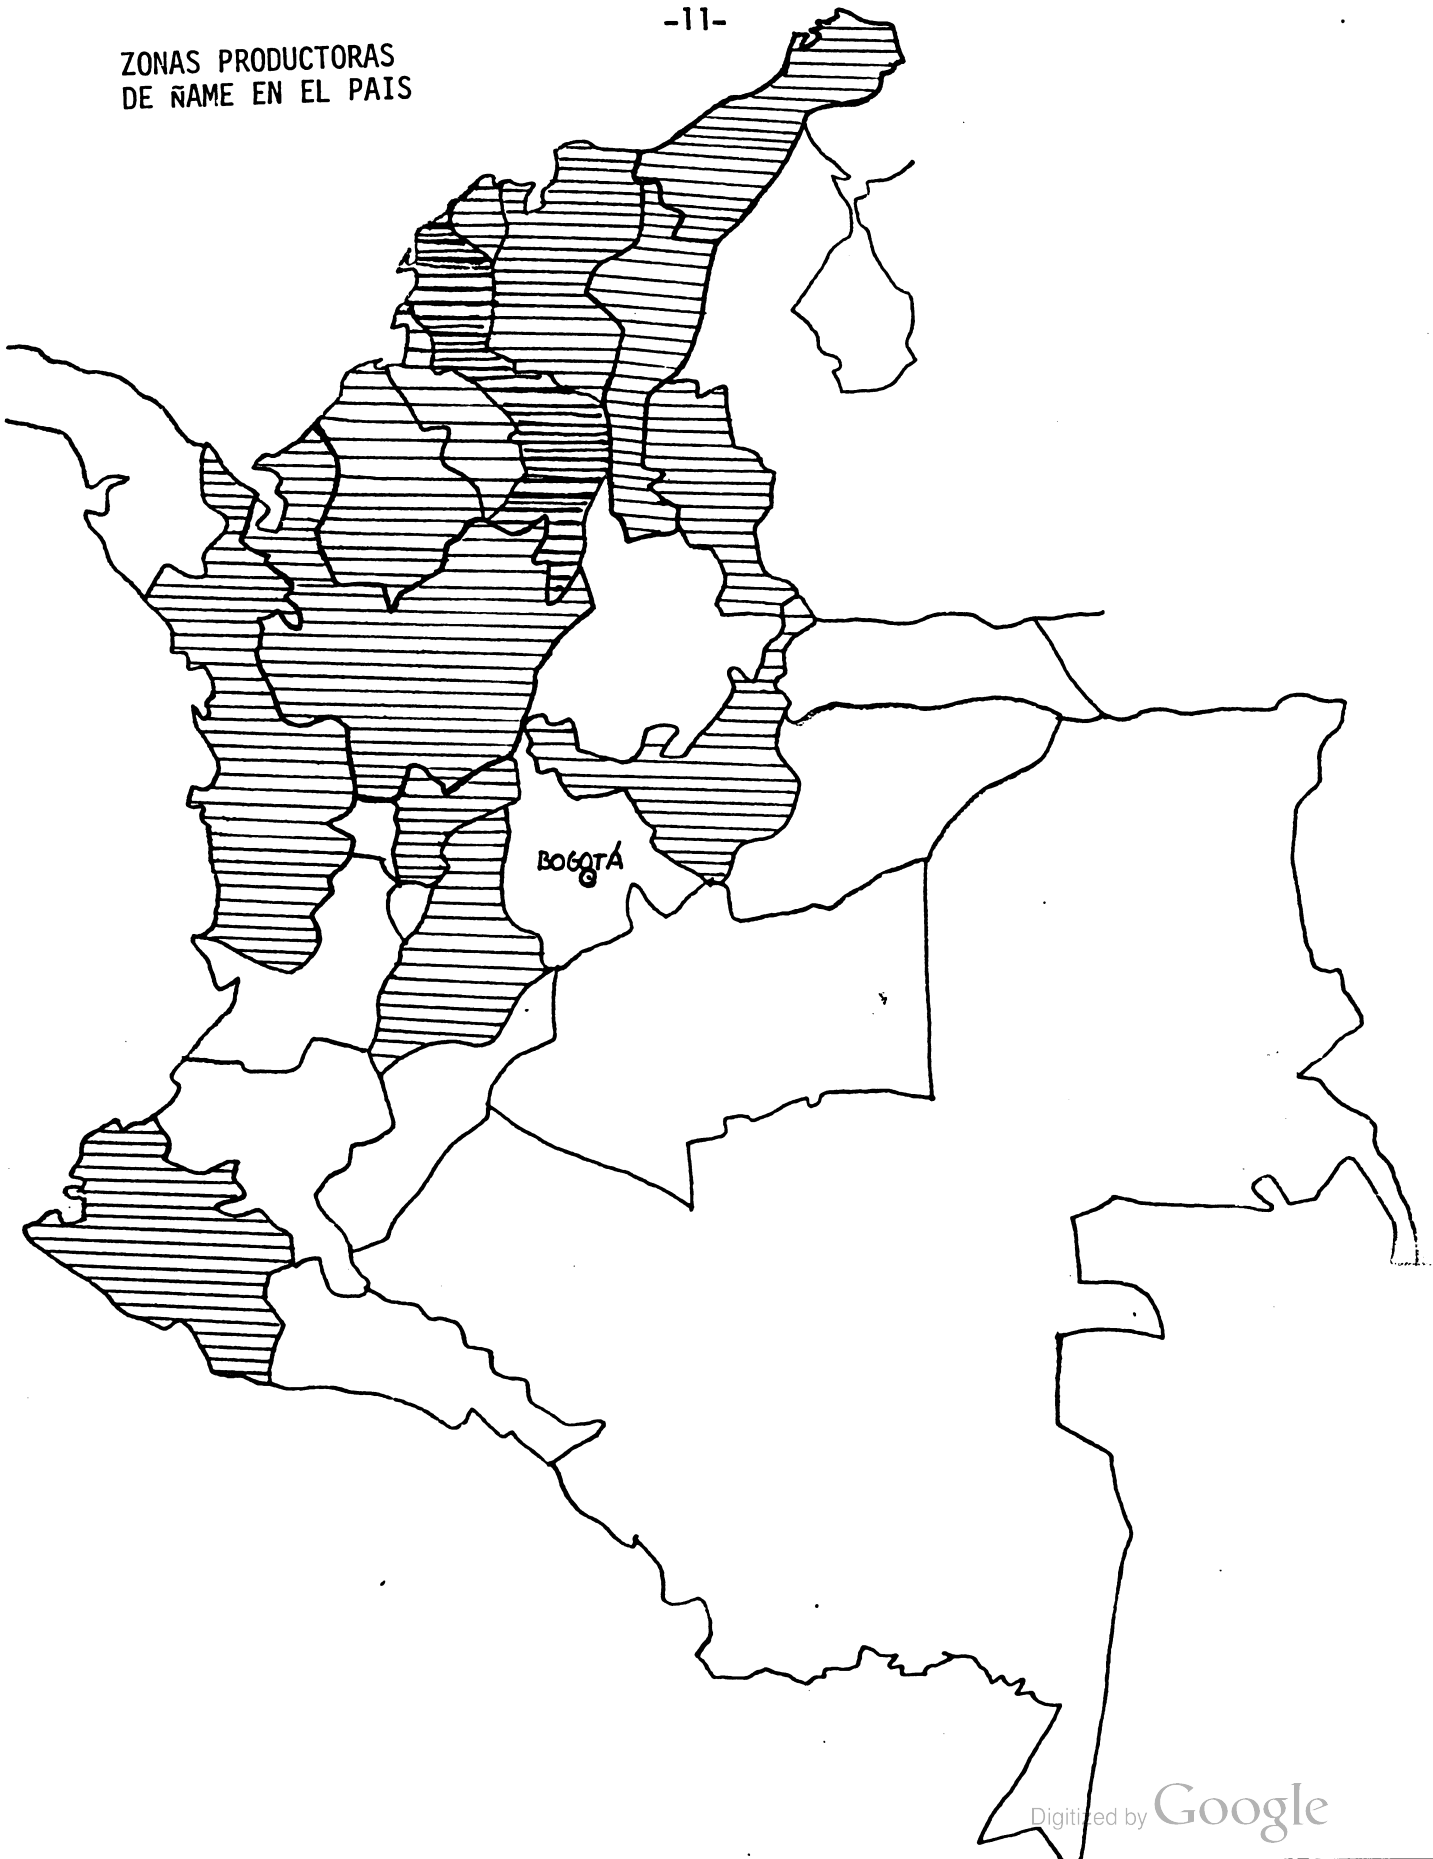 -11-
ZONAS PRODUCTORAS
DE ÑAME EN EL PAIS
BOGOTÁ
Digitized by Google